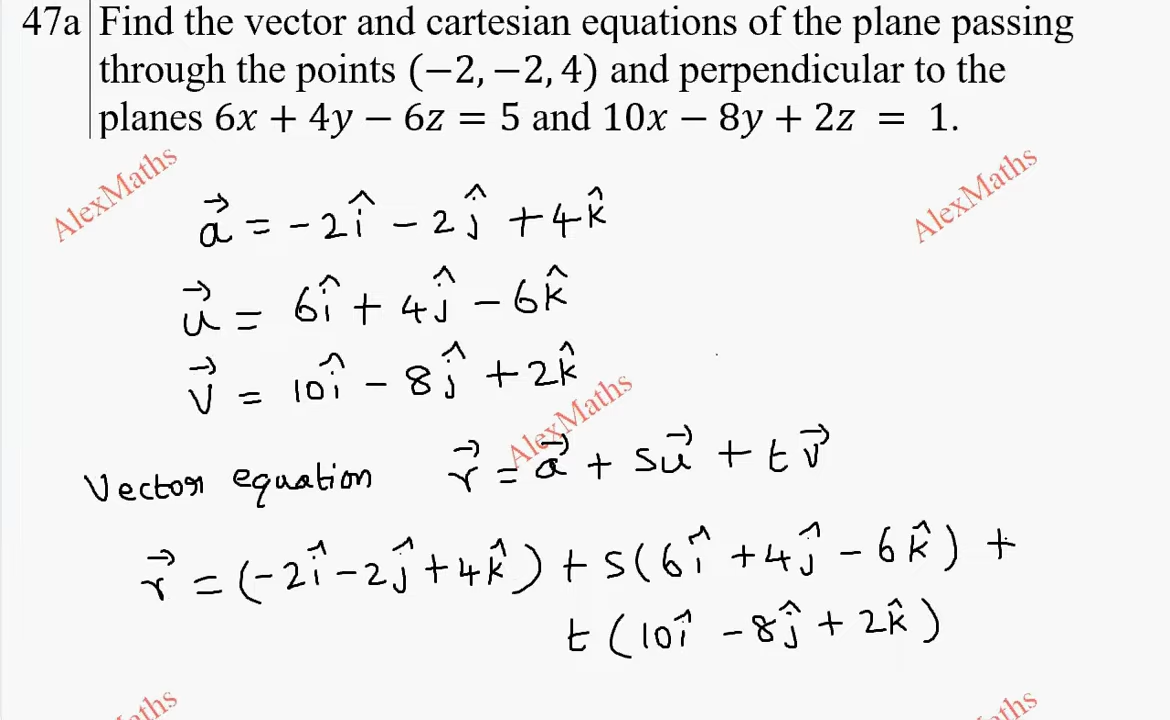 47a Find the vector and cartesian equations of the plane passing
through the points (−2, −2, 4) and perpendicular to the
planes 6x + 4y − 6z = 5 and 10x − 8y + 2z = 1.
AlexMaths
AlexMaths
a⃗ = -2î - 2ĵ + 4k̂
u⃗ = 6î + 4ĵ - 6k̂
v⃗ = 10î - 8ĵ + 2k̂
AlexMaths
Vector equation r⃗ = a⃗ + su⃗ + tv⃗
r⃗ = (-2î - 2ĵ + 4k̂) + s(6î + 4ĵ - 6k̂) +
t(10î - 8ĵ + 2k̂)